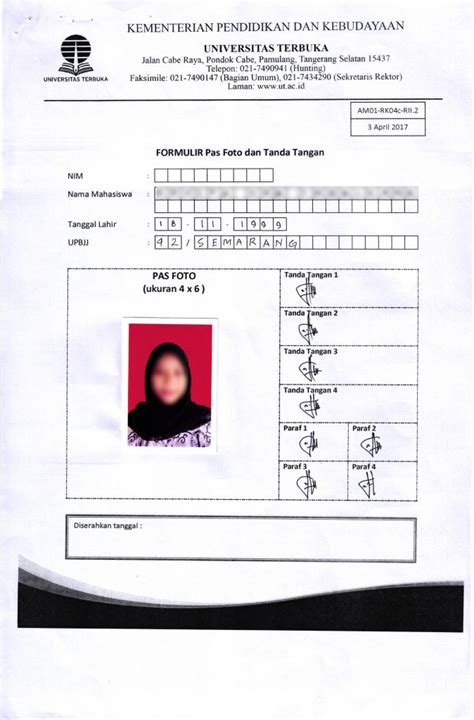 KEMENTERIAN PENDIDIKAN DAN KEBUDAYAAN
UNIVERSITAS TERBUKA
Jalan Cabe Raya, Pondok Cabe, Pamulang, Tangerang Selatan 15437
Telepon: 021-7490941 (Hunting)
Faksimile: 021-7490147 (Bagian Umum), 021-7434290 (Sekretaris Rektor)
Laman: www.ut.ac.id
UNIVERSITAS TERBUKA
AM01-RK04c-RII.2
3 April 2017
FORMULIR Pas Foto dan Tanda Tangan
NIM :
Nama Mahasiswa :
Tanggal Lahir : 18-11-1999
UPBJJ : 42/SEMARANG
PAS FOTO
(ukuran 4 x 6 )
Tanda Tangan 1
Tanda Tangan 2
Tanda Tangan 3
Tanda Tangan 4
Paraf 1 Paraf 2
Paraf 3 Paraf 4
Diserahkan tanggal :